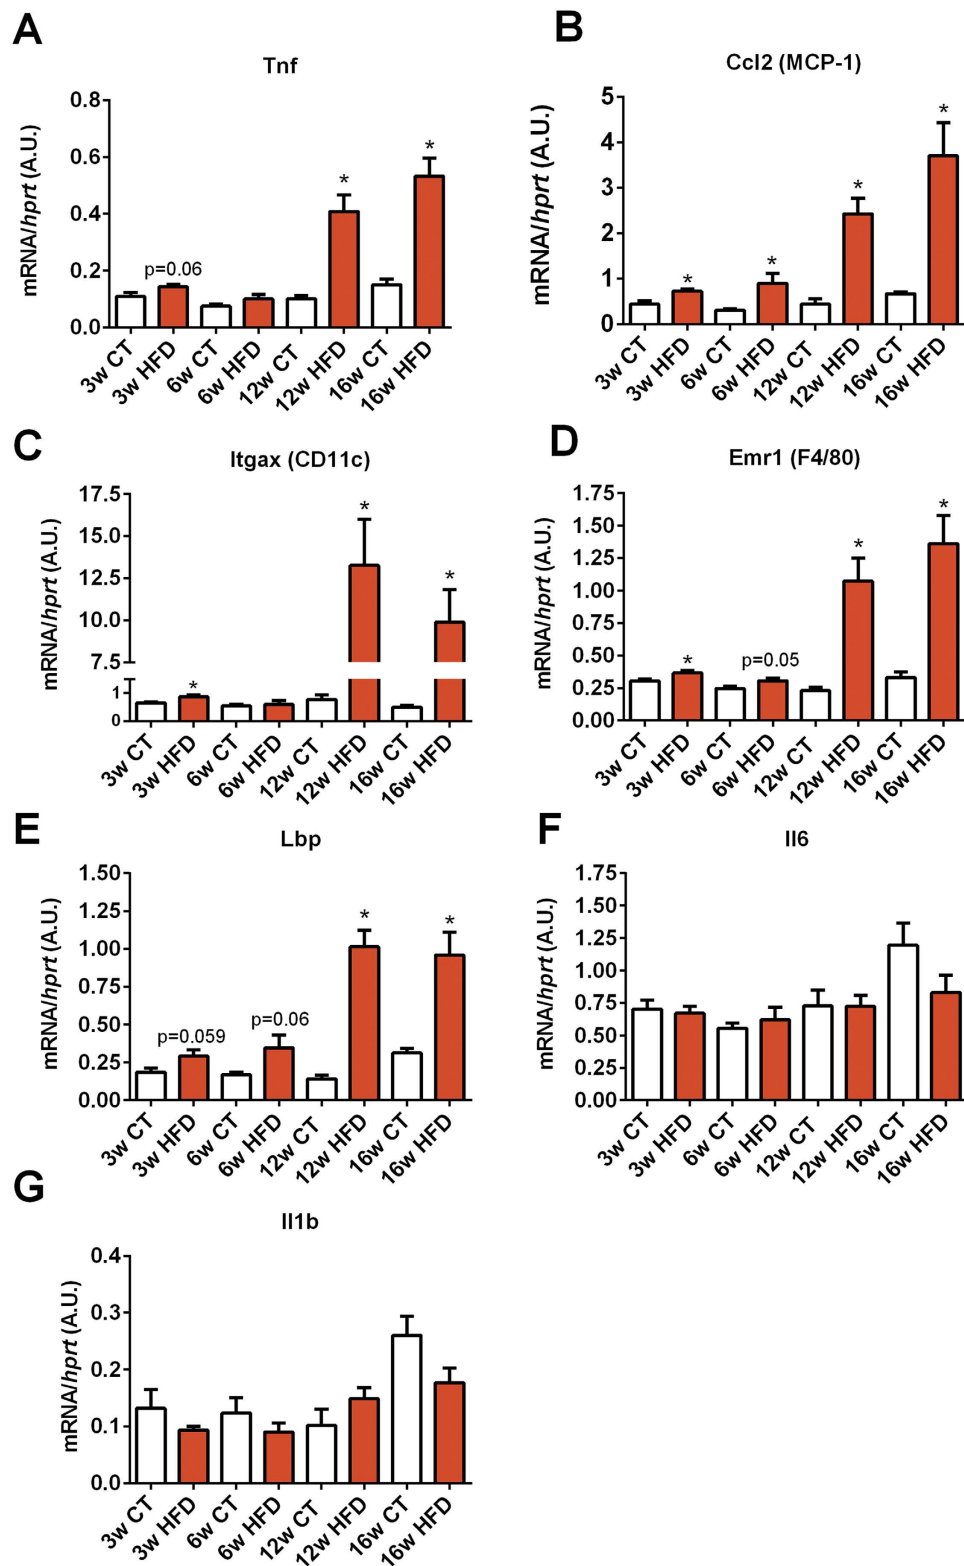 A
Tnf
mRNA/hprt (A.U.)
0.8
0.6
0.4
0.2
0.0
p=0.06
*
*
3w CT
3w HFD
6w CT
6w HFD
12w CT
12w HFD
16w CT
16w HFD
B
Ccl2 (MCP-1)
mRNA/hprt (A.U.)
5
4
3
2
1
0
*
*
*
*
3w CT
3w HFD
6w CT
6w HFD
12w CT
12w HFD
16w CT
16w HFD
C
Itgax (CD11c)
mRNA/hprt (A.U.)
17.5
15.0
12.5
10.0
7.5
1
0
*
*
*
3w CT
3w HFD
6w CT
6w HFD
12w CT
12w HFD
16w CT
16w HFD
D
Emr1 (F4/80)
mRNA/hprt (A.U.)
1.75
1.50
1.25
1.00
0.75
0.50
0.25
0.00
*
p=0.05
*
*
3w CT
3w HFD
6w CT
6w HFD
12w CT
12w HFD
16w CT
16w HFD
E
Lbp
mRNA/hprt (A.U.)
1.50
1.25
1.00
0.75
0.50
0.25
0.00
p=0.059
p=0.06
*
*
3w CT
3w HFD
6w CT
6w HFD
12w CT
12w HFD
16w CT
16w HFD
F
Il6
mRNA/hprt (A.U.)
1.75
1.50
1.25
1.00
0.75
0.50
0.25
0.00
3w CT
3w HFD
6w CT
6w HFD
12w CT
12w HFD
16w CT
16w HFD
G
Il1b
mRNA/hprt (A.U.)
0.4
0.3
0.2
0.1
0.0
3w CT
3w HFD
6w CT
6w HFD
12w CT
12w HFD
16w CT
16w HFD